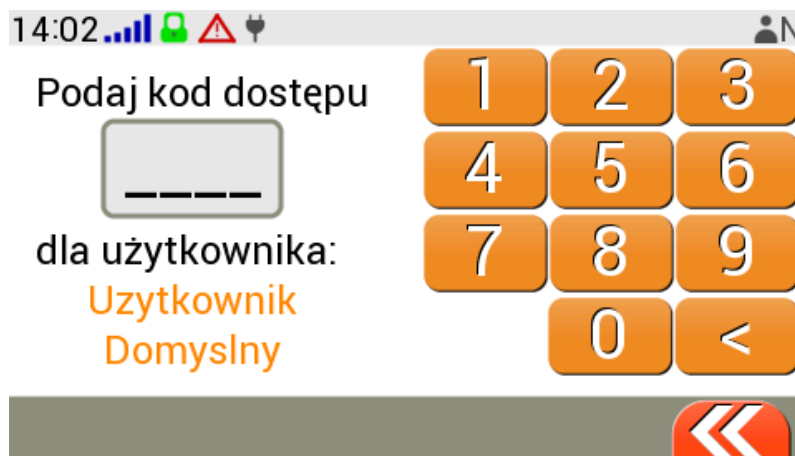 14:02
N
Podaj kod dostępu
_ _ _ _
dla użytkownika:
Uzytkownik
Domyslny
1 2 3
4 5 6
7 8 9
0 <